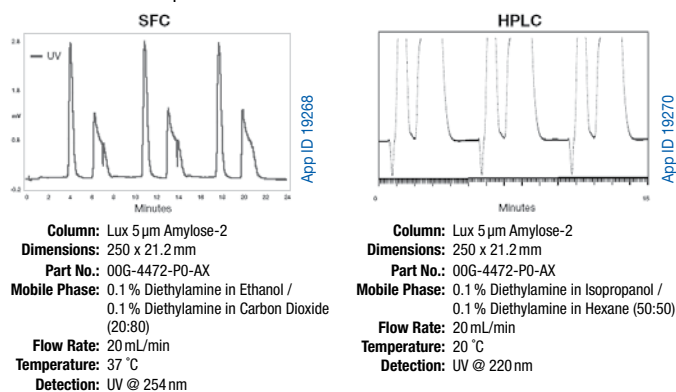 SFC
2.6
UV
1.6
mV
0.6
-0.2
0 2 4 6 8 10 12 14 16 18 20 22 24
Minutes
App ID 19268
Column: Lux 5 µm Amylose-2
Dimensions: 250 x 21.2 mm
Part No.: 00G-4472-P0-AX
Mobile Phase: 0.1 % Diethylamine in Ethanol /
0.1 % Diethylamine in Carbon Dioxide
(20:80)
Flow Rate: 20 mL/min
Temperature: 37 ˚C
Detection: UV @ 254 nm
HPLC
0 15
Minutes
App ID 19270
Column: Lux 5 µm Amylose-2
Dimensions: 250 x 21.2 mm
Part No.: 00G-4472-P0-AX
Mobile Phase: 0.1 % Diethylamine in Isopropanol /
0.1 % Diethylamine in Hexane (50:50)
Flow Rate: 20 mL/min
Temperature: 20 ˚C
Detection: UV @ 220 nm